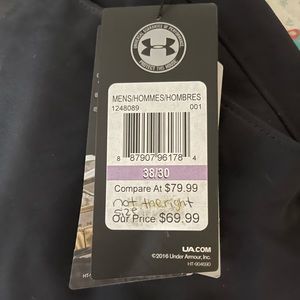 MENS/HOMMES/HOMBRES
1248089 001
8 87907 96178 4
38/30
Compare At $79.99
not the right
size
Our Price $69.99
UA.COM
©2016 Under Armour, Inc.